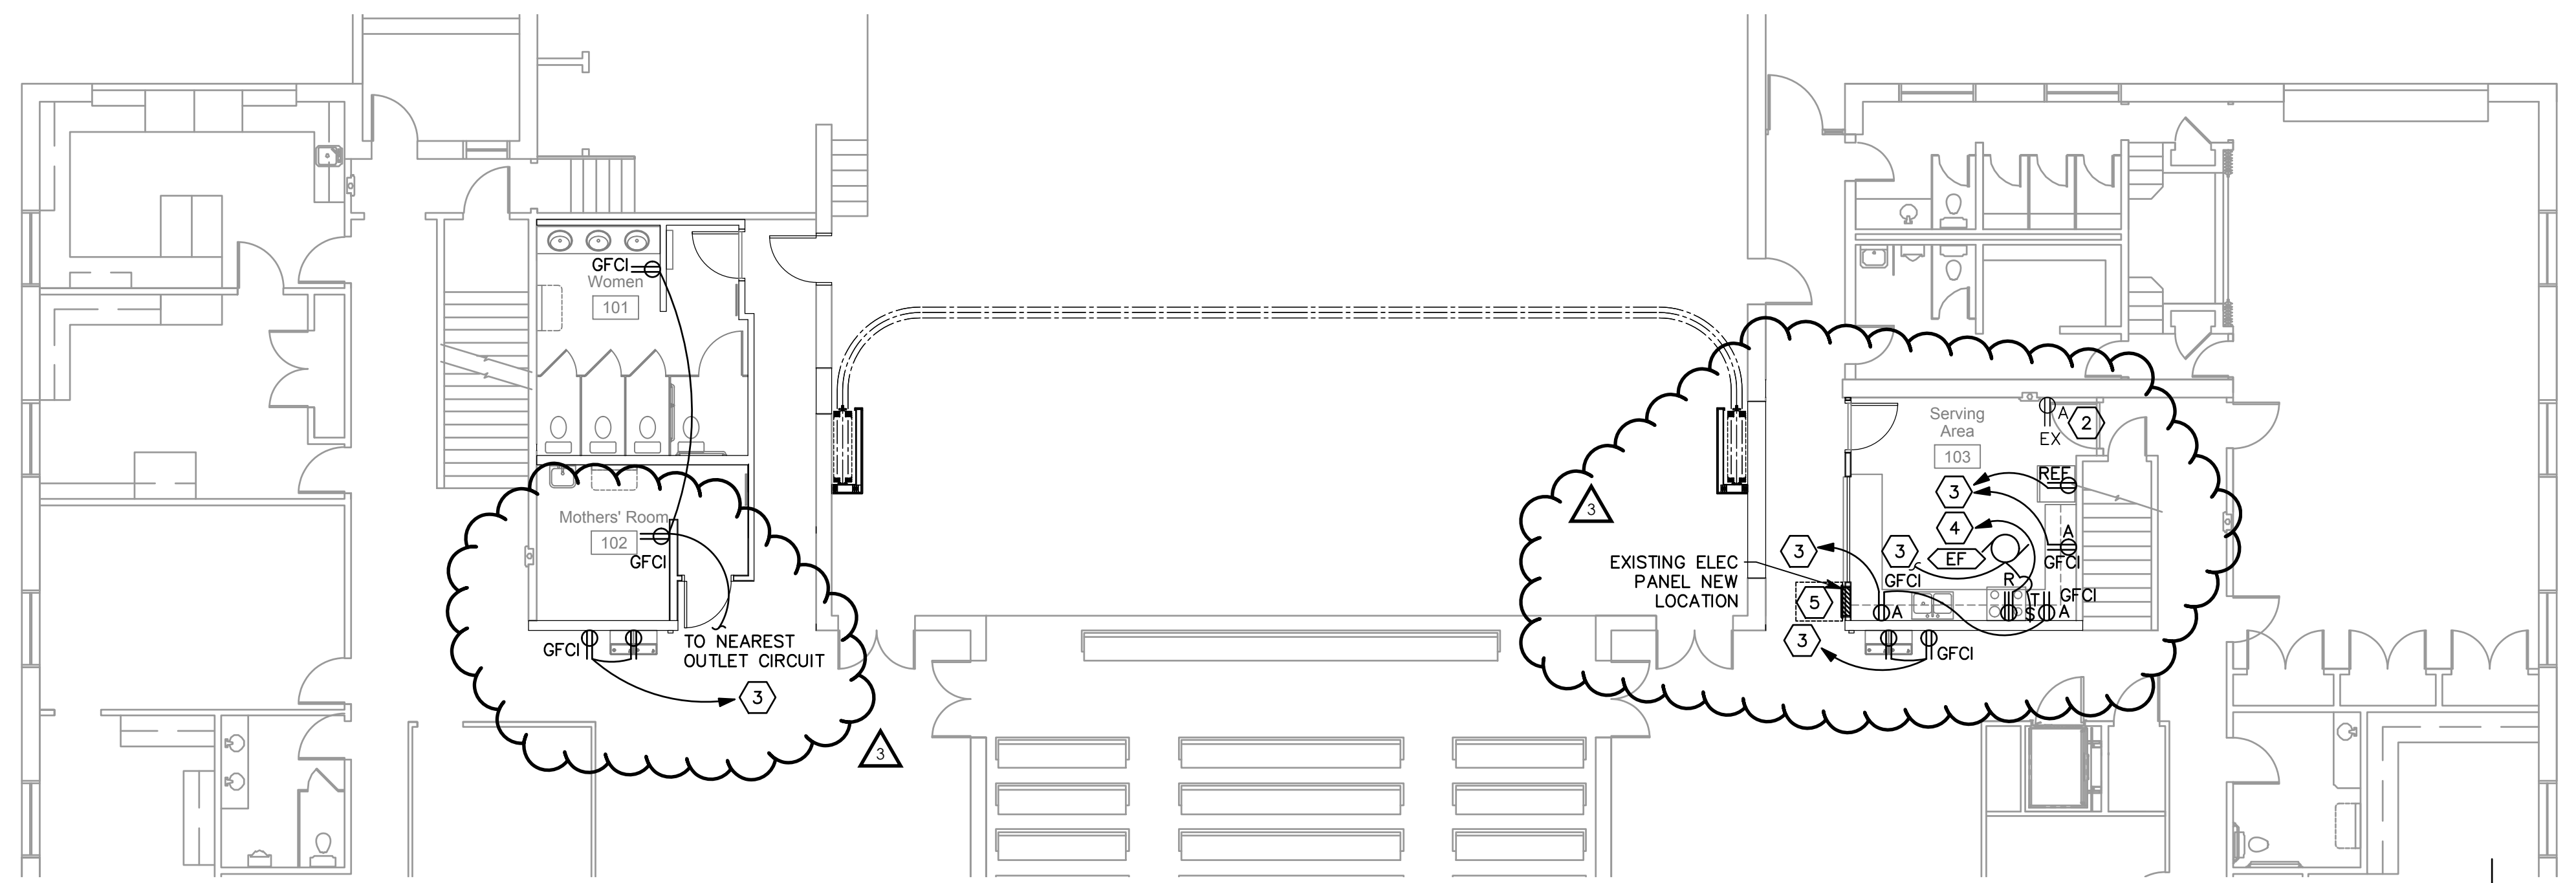 GFCI
Women
101
Mothers' Room
102
GFCI
GFCI
TO NEAREST
OUTLET CIRCUIT
3
3
3
EXISTING ELEC
PANEL NEW
LOCATION
Serving
Area
103
A
2
EX
REF
3
4
A
GFCI
3
3
EF
GFCI
R
GFCI
T
$
A
5
A
3
GFCI